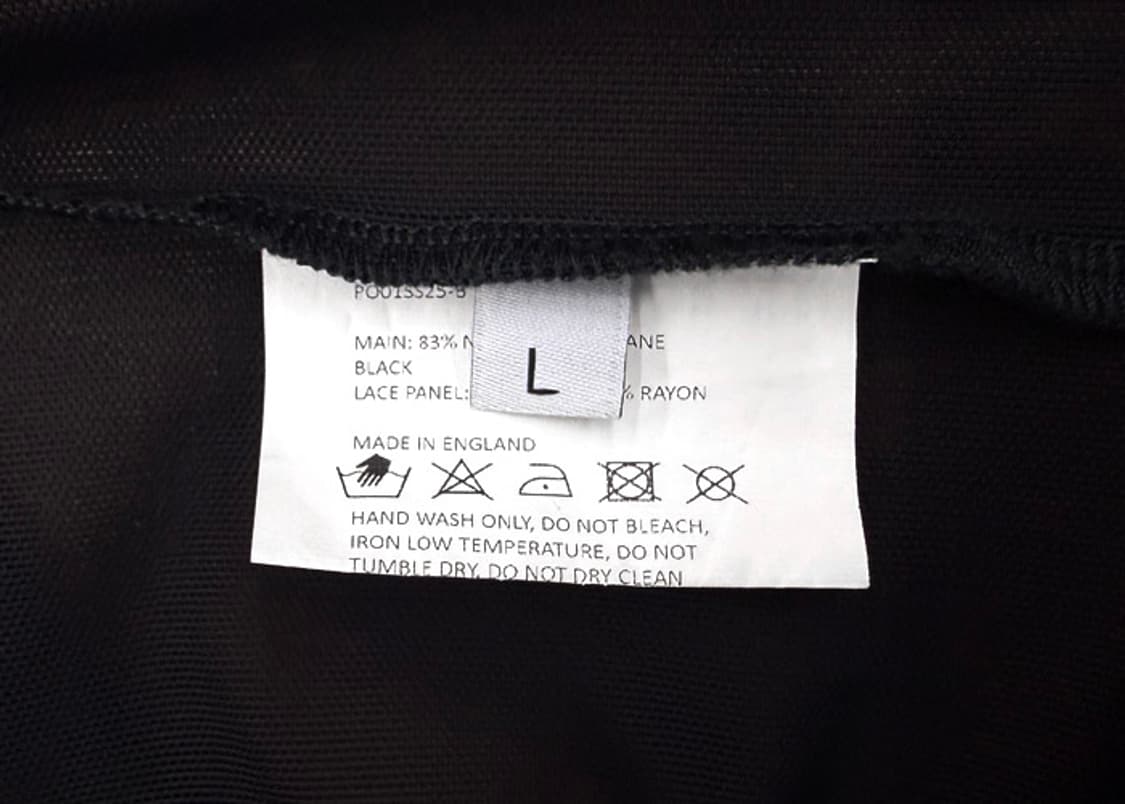 PO01SS25-B
MAIN: 83% N
ANE
BLACK
LACE PANEL:
% RAYON
L
MADE IN ENGLAND
HAND WASH ONLY, DO NOT BLEACH,
IRON LOW TEMPERATURE, DO NOT
TUMBLE DRY, DO NOT DRY CLEAN